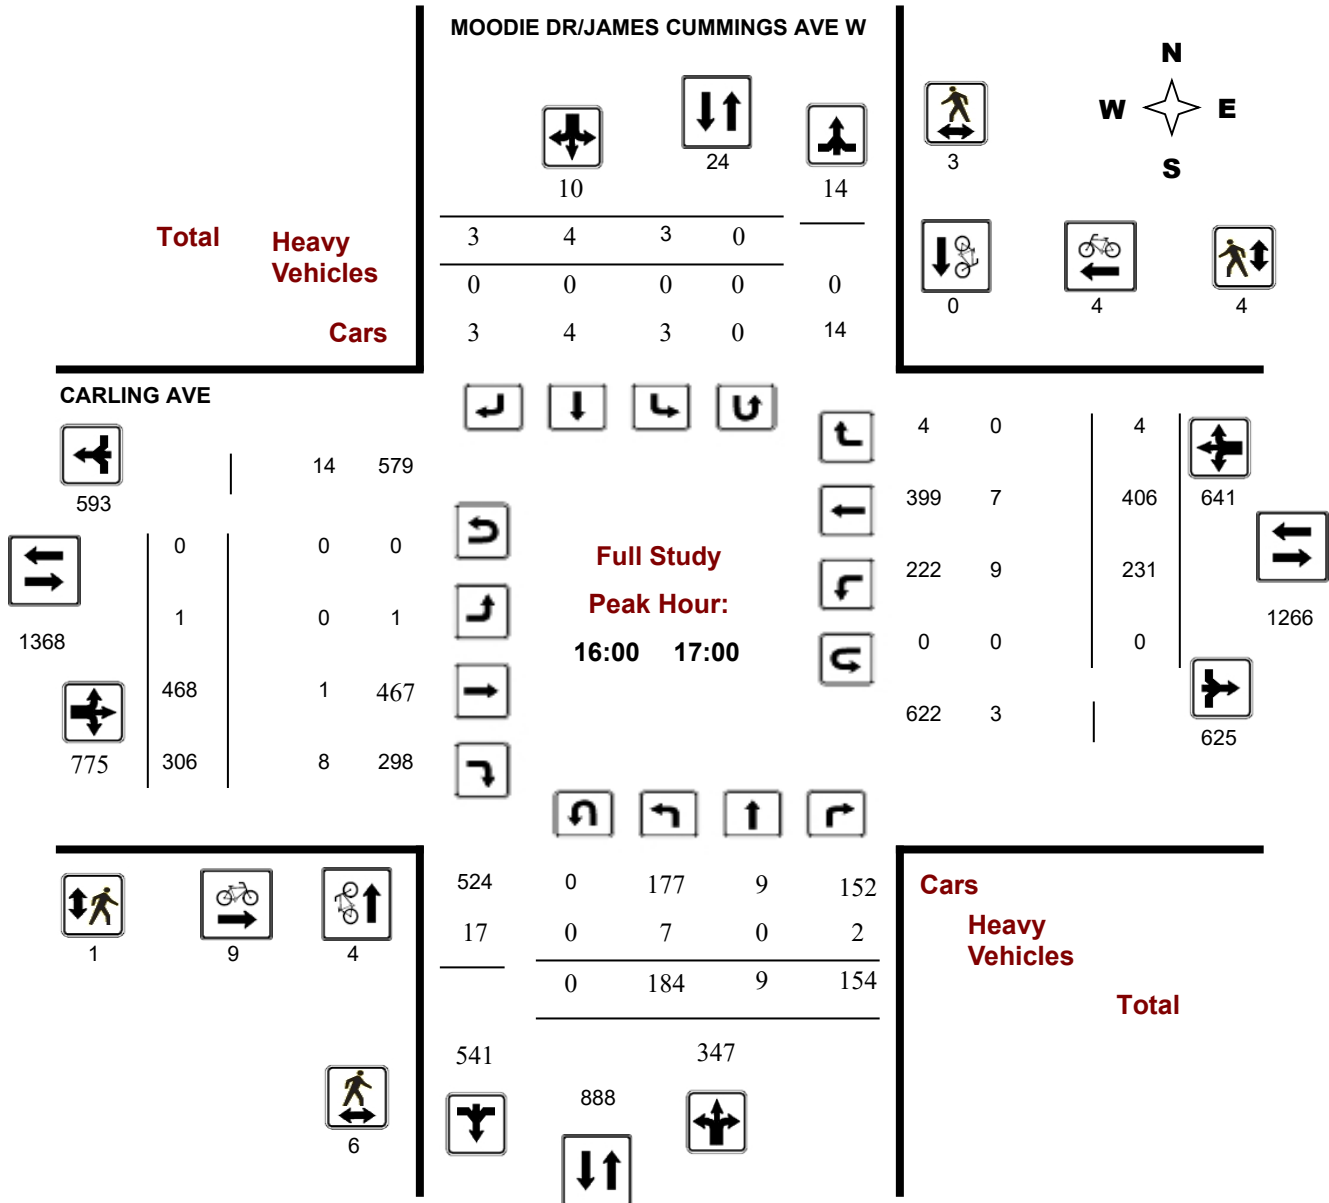 MOODIE DR/JAMES CUMMINGS AVE W
N
W E
S
24
3
10
14
Total
Heavy
Vehicles
Cars
3 4 3 0
0 0 0 0 0
3 4 3 0 14
0 4 4
CARLING AVE
593
14 579
0 0 0
1 0 1
1368
468 1 467
775
306 8 298
Full Study
Peak Hour:
16:00 17:00
4 0 4
399 7 406
641
222 9 231
1266
0 0 0
622 3
625
1 9 4
6
524 0 177 9 152
17 0 7 0 2
0 184 9 154
541 347
888
Cars
Heavy
Vehicles
Total